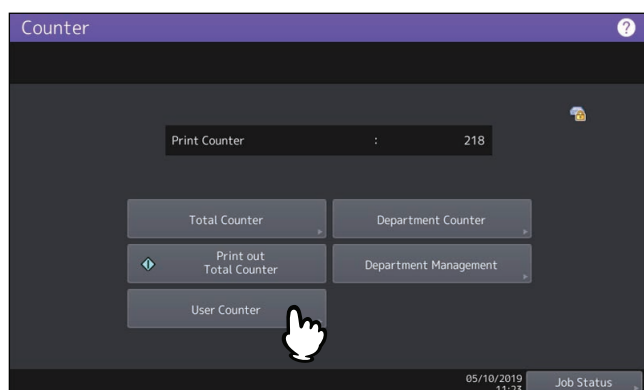 Counter
?
Print Counter : 218
Total Counter
Department Counter
Print out
Total Counter
Department Management
User Counter
05/10/2019
11:23
Job Status